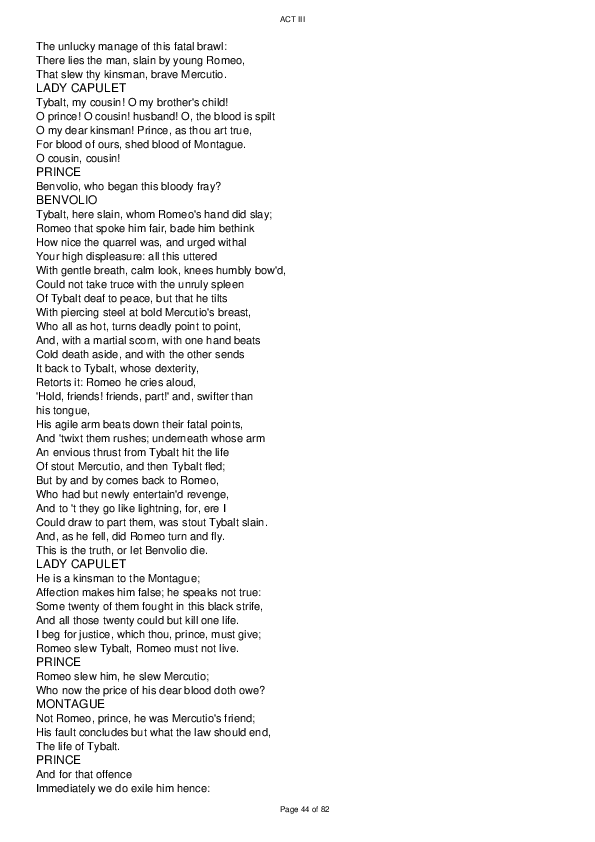 ACT III
The unlucky manage of this fatal brawl:
There lies the man, slain by young Romeo,
That slew thy kinsman, brave Mercutio.
LADY CAPULET
Tybalt, my cousin! O my brother's child!
O prince! O cousin! husband! O, the blood is spilt
O my dear kinsman! Prince, as thou art true,
For blood of ours, shed blood of Montague.
O cousin, cousin!
PRINCE
Benvolio, who began this bloody fray?
BENVOLIO
Tybalt, here slain, whom Romeo's hand did slay;
Romeo that spoke him fair, bade him bethink
How nice the quarrel was, and urged withal
Your high displeasure: all this uttered
With gentle breath, calm look, knees humbly bow'd,
Could not take truce with the unruly spleen
Of Tybalt deaf to peace, but that he tilts
With piercing steel at bold Mercutio's breast,
Who all as hot, turns deadly point to point,
And, with a martial scorn, with one hand beats
Cold death aside, and with the other sends
It back to Tybalt, whose dexterity,
Retorts it: Romeo he cries aloud,
'Hold, friends! friends, part!' and, swifter than
his tongue,
His agile arm beats down their fatal points,
And 'twixt them rushes; underneath whose arm
An envious thrust from Tybalt hit the life
Of stout Mercutio, and then Tybalt fled;
But by and by comes back to Romeo,
Who had but newly entertain'd revenge,
And to 't they go like lightning, for, ere I
Could draw to part them, was stout Tybalt slain.
And, as he fell, did Romeo turn and fly.
This is the truth, or let Benvolio die.
LADY CAPULET
He is a kinsman to the Montague;
Affection makes him false; he speaks not true:
Some twenty of them fought in this black strife,
And all those twenty could but kill one life.
I beg for justice, which thou, prince, must give;
Romeo slew Tybalt, Romeo must not live.
PRINCE
Romeo slew him, he slew Mercutio;
Who now the price of his dear blood doth owe?
MONTAGUE
Not Romeo, prince, he was Mercutio's friend;
His fault concludes but what the law should end,
The life of Tybalt.
PRINCE
And for that offence
Immediately we do exile him hence:
Page 44 of 82